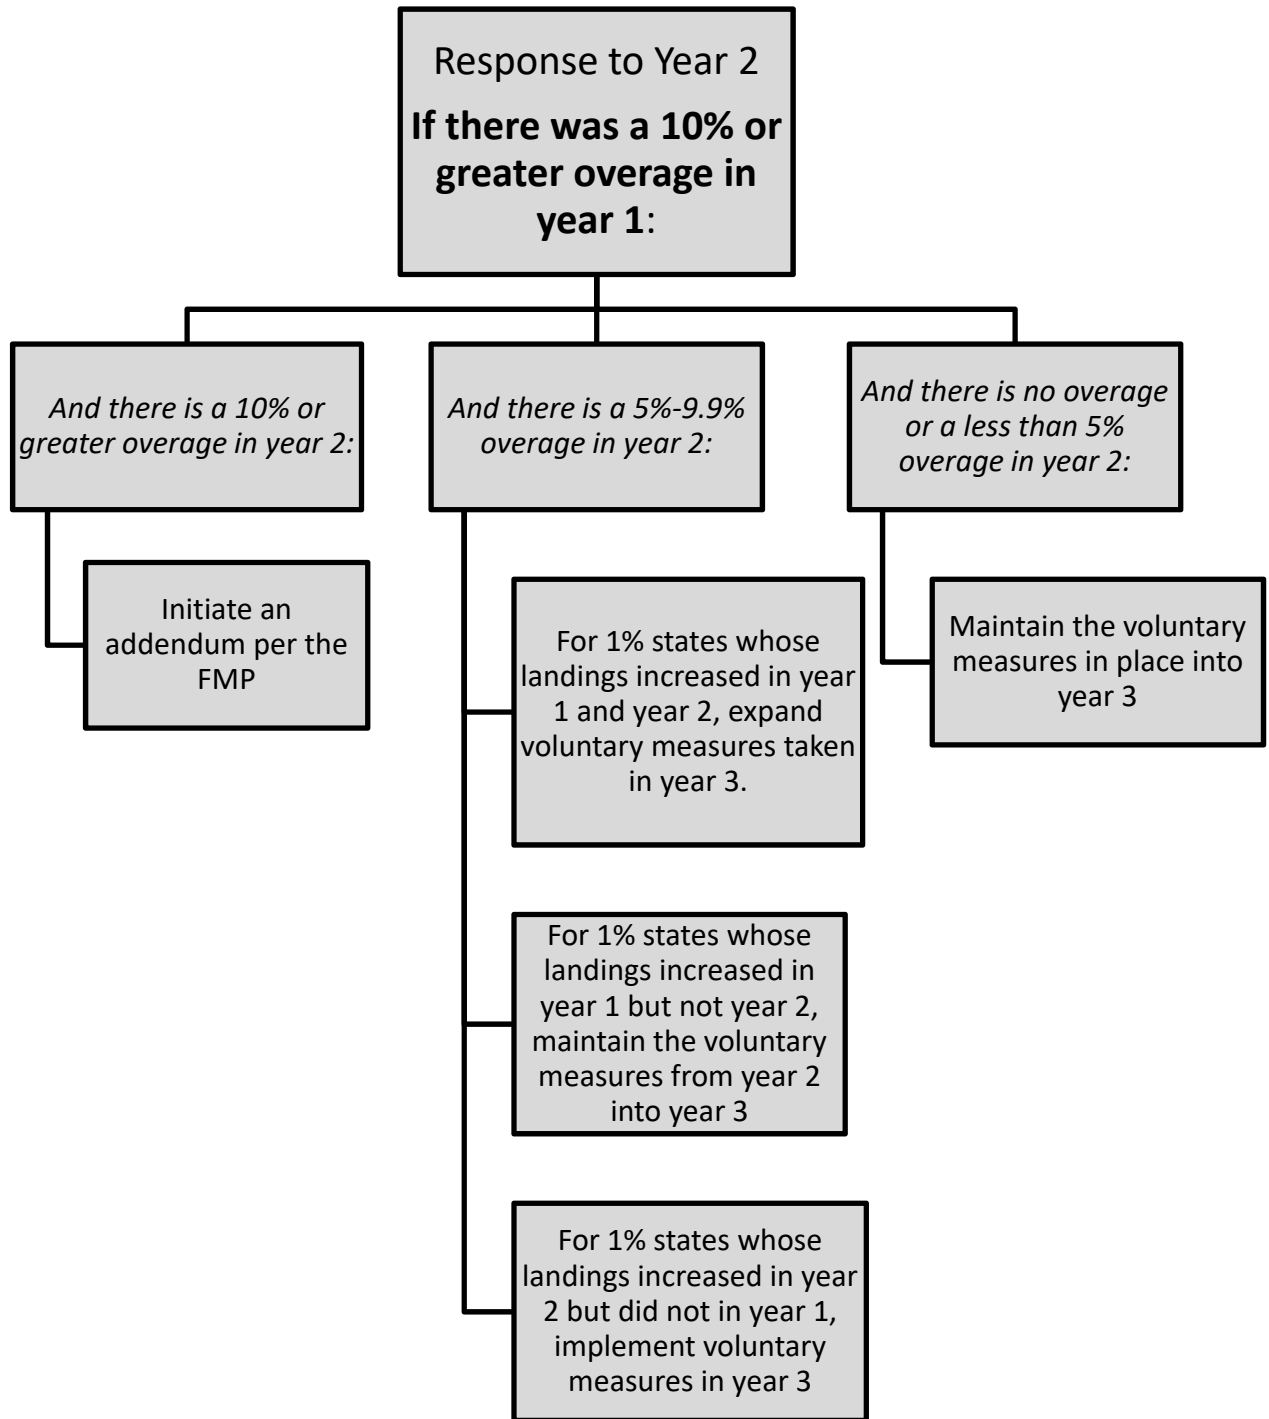 Response to Year 2
If there was a 10% or
greater overage in
year 1:
And there is a 10% or
greater overage in year 2:
Initiate an
addendum per the
FMP
And there is a 5%-9.9%
overage in year 2:
For 1% states whose
landings increased in year
1 and year 2, expand
voluntary measures taken
in year 3.
For 1% states whose
landings increased in
year 1 but not year 2,
maintain the voluntary
measures from year 2
into year 3
For 1% states whose
landings increased in year
2 but did not in year 1,
implement voluntary
measures in year 3
And there is no overage
or a less than 5%
overage in year 2:
Maintain the voluntary
measures in place into
year 3